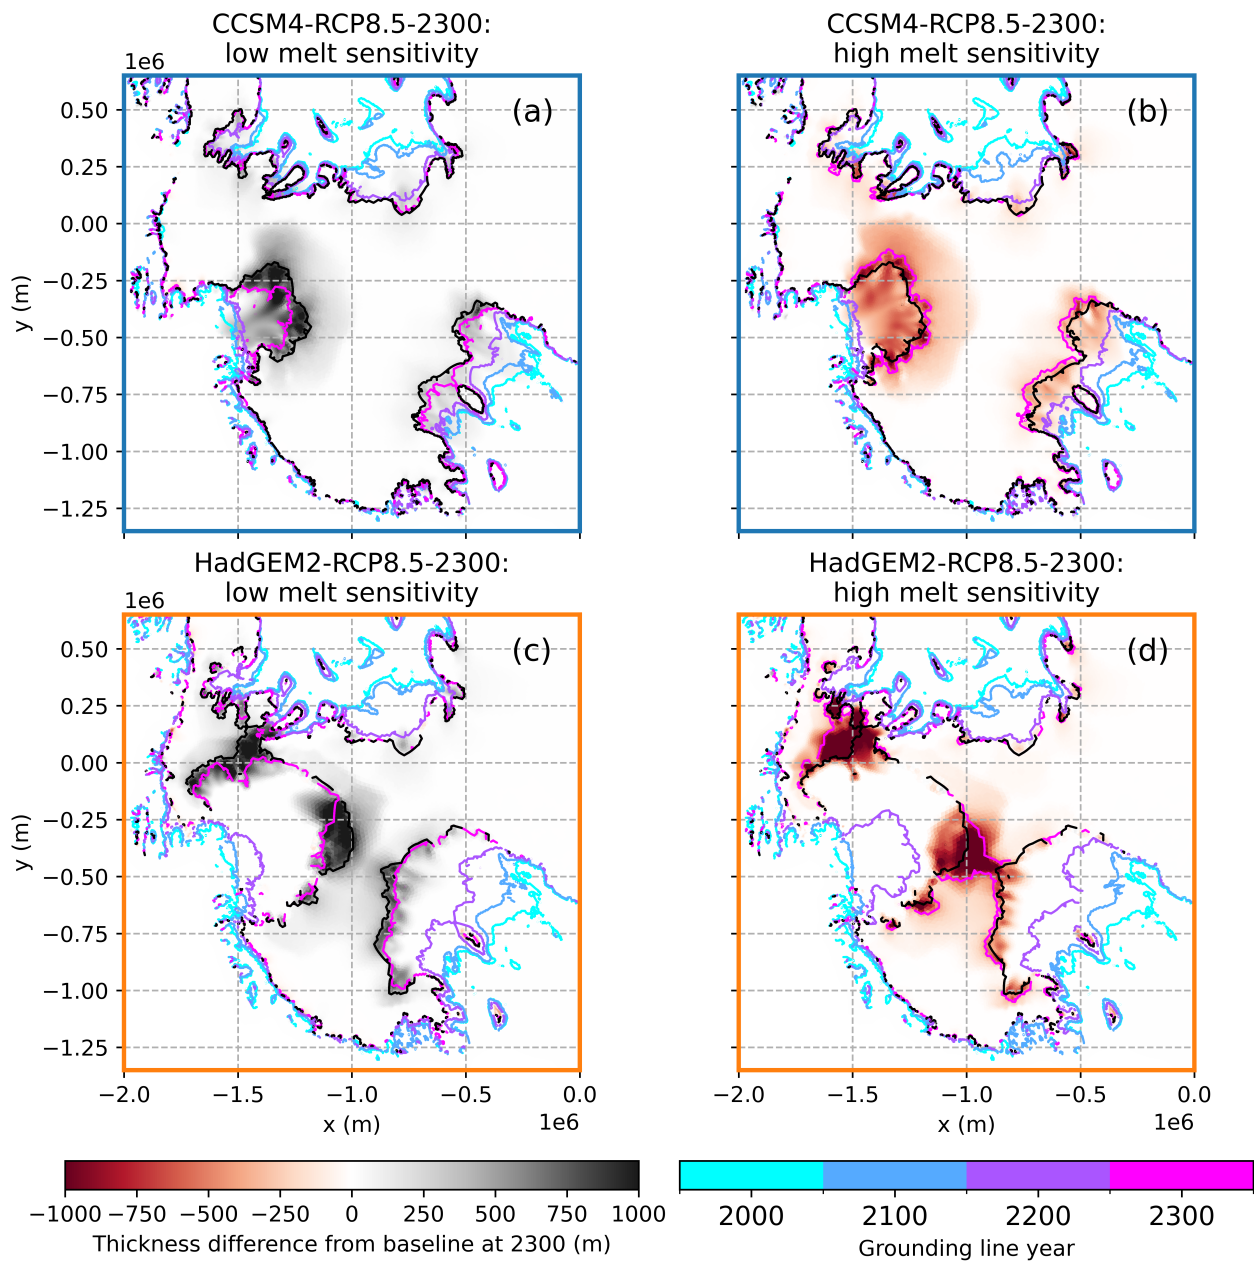 CCSM4-RCP8.5-2300:
low melt sensitivity
CCSM4-RCP8.5-2300:
high melt sensitivity
1e6
(a)
(b)
0.50
0.25
0.00
−0.25
−0.50
−0.75
−1.00
−1.25
y (m)
HadGEM2-RCP8.5-2300:
low melt sensitivity
HadGEM2-RCP8.5-2300:
high melt sensitivity
1e6
(c)
(d)
0.50
0.25
0.00
−0.25
−0.50
−0.75
−1.00
−1.25
y (m)
−2.0 −1.5 −1.0 −0.5 0.0
x (m)
1e6
−2.0 −1.5 −1.0 −0.5 0.0
x (m)
1e6
−1000 −750 −500 −250 0 250 500 750 1000
Thickness difference from baseline at 2300 (m)
2000 2100 2200 2300
Grounding line year